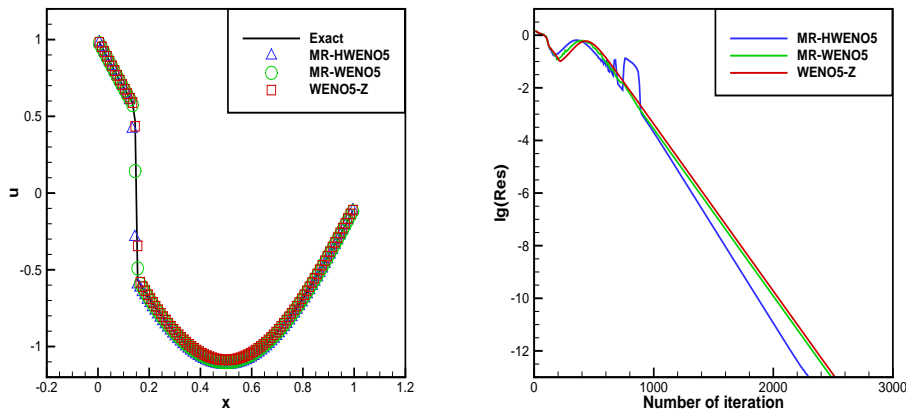 Exact
MR-HWENO5
MR-WENO5
WENO5-Z
1
0.5
0
-0.5
-1
u
-0.2
0
0.2
0.4
0.6
0.8
1
1.2
x
MR-HWENO5
MR-WENO5
WENO5-Z
0
-2
-4
-6
-8
-10
-12
lg(Res)
0
1000
2000
3000
Number of iteration